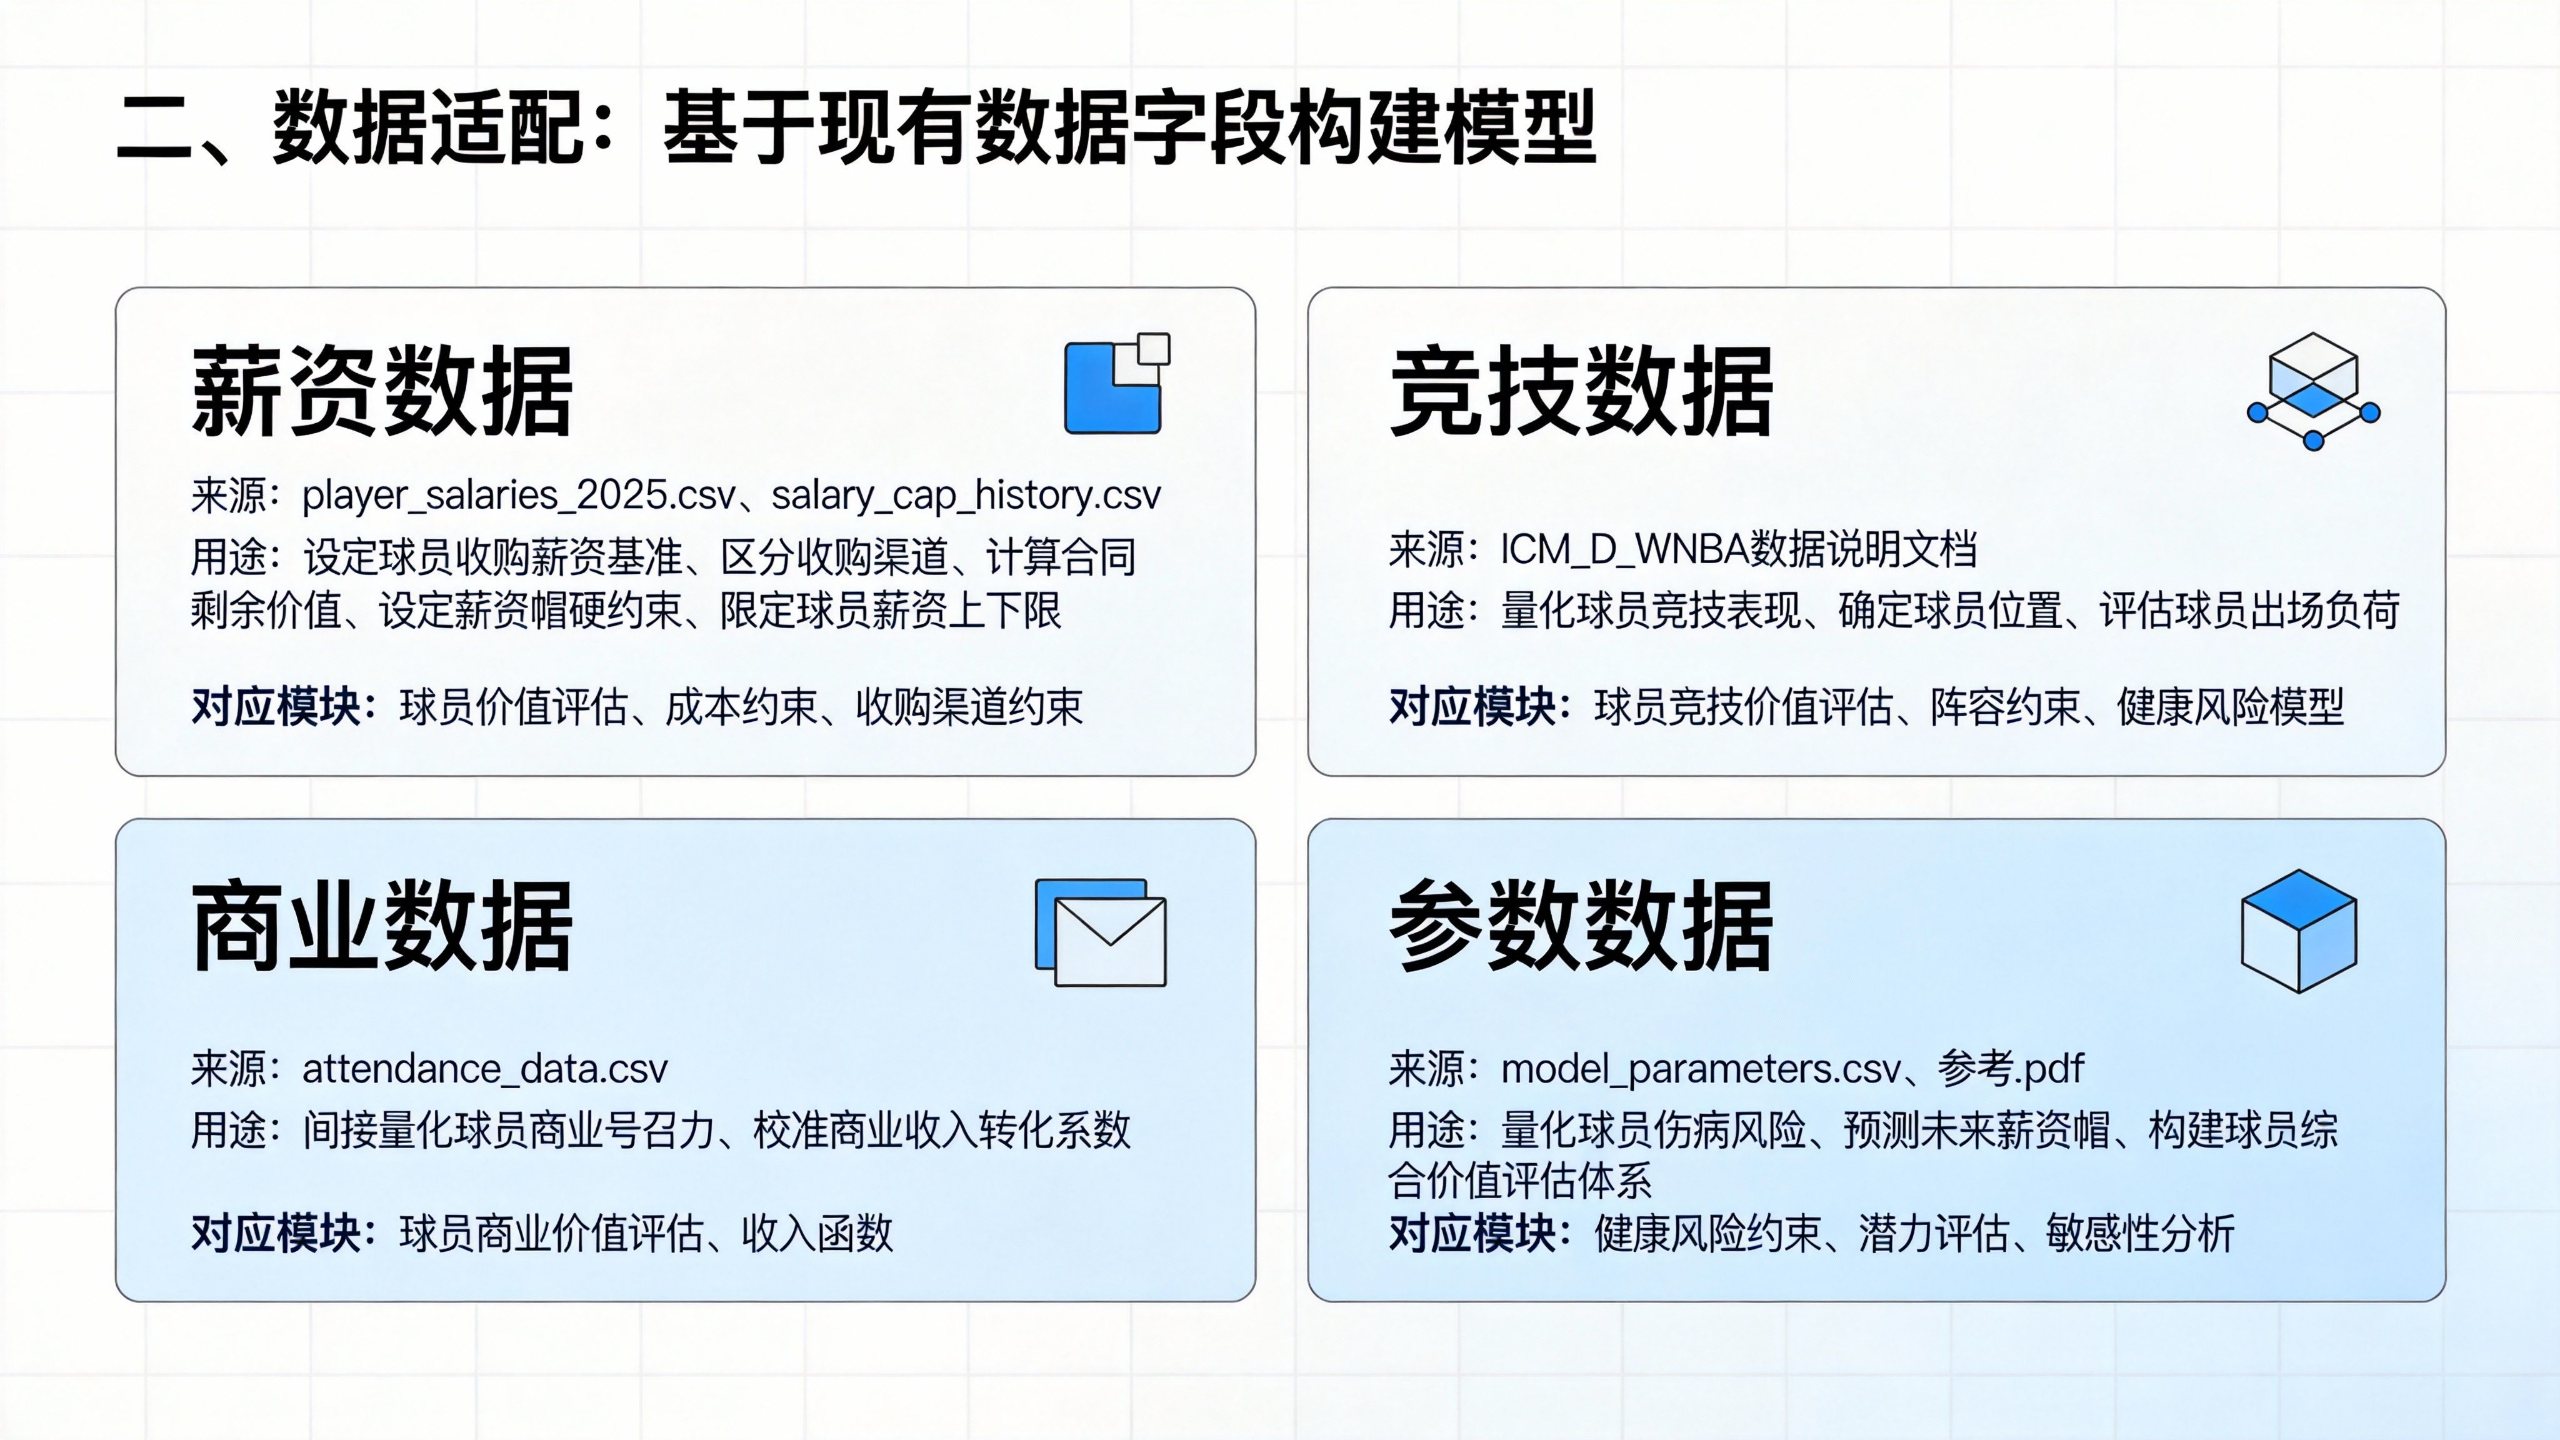 二、数据适配：基于现有数据字段构建模型
薪资数据
来源：player_salaries_2025.csv、salary_cap_history.csv
用途：设定球员收购薪资基准、区分收购渠道、计算合同
剩余价值、设定薪资帽硬约束、限定球员薪资上下限
对应模块：球员价值评估、成本约束、收购渠道约束
竞技数据
来源：ICM_D_WNBA数据说明文档
用途：量化球员竞技表现、确定球员位置、评估球员出场负荷
对应模块：球员竞技价值评估、阵容约束、健康风险模型
商业数据
来源：attendance_data.csv
用途：间接量化球员商业号召力、校准商业收入转化系数
对应模块：球员商业价值评估、收入函数
参数数据
来源：model_parameters.csv、参考.pdf
用途：量化球员伤病风险、预测未来薪资帽、构建球员综
合价值评估体系
对应模块：健康风险约束、潜力评估、敏感性分析